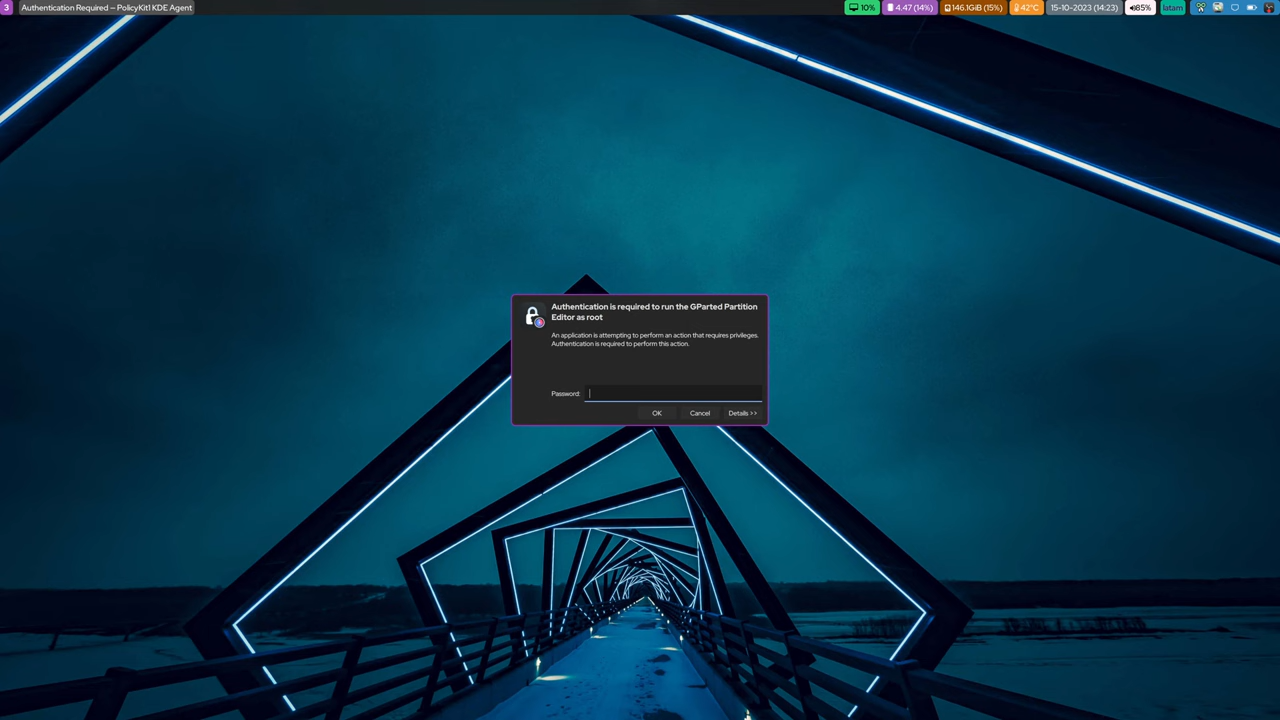 3 Authentication Required — PolicyKit1 KDE Agent 10% 4.47 (14%) 146.1GiB (15%) 42°C 15-10-2023 (14:23) 85% latam
Authentication is required to run the GParted Partition
Editor as root
An application is attempting to perform an action that requires privileges.
Authentication is required to perform this action.
Password:
OK Cancel Details >>